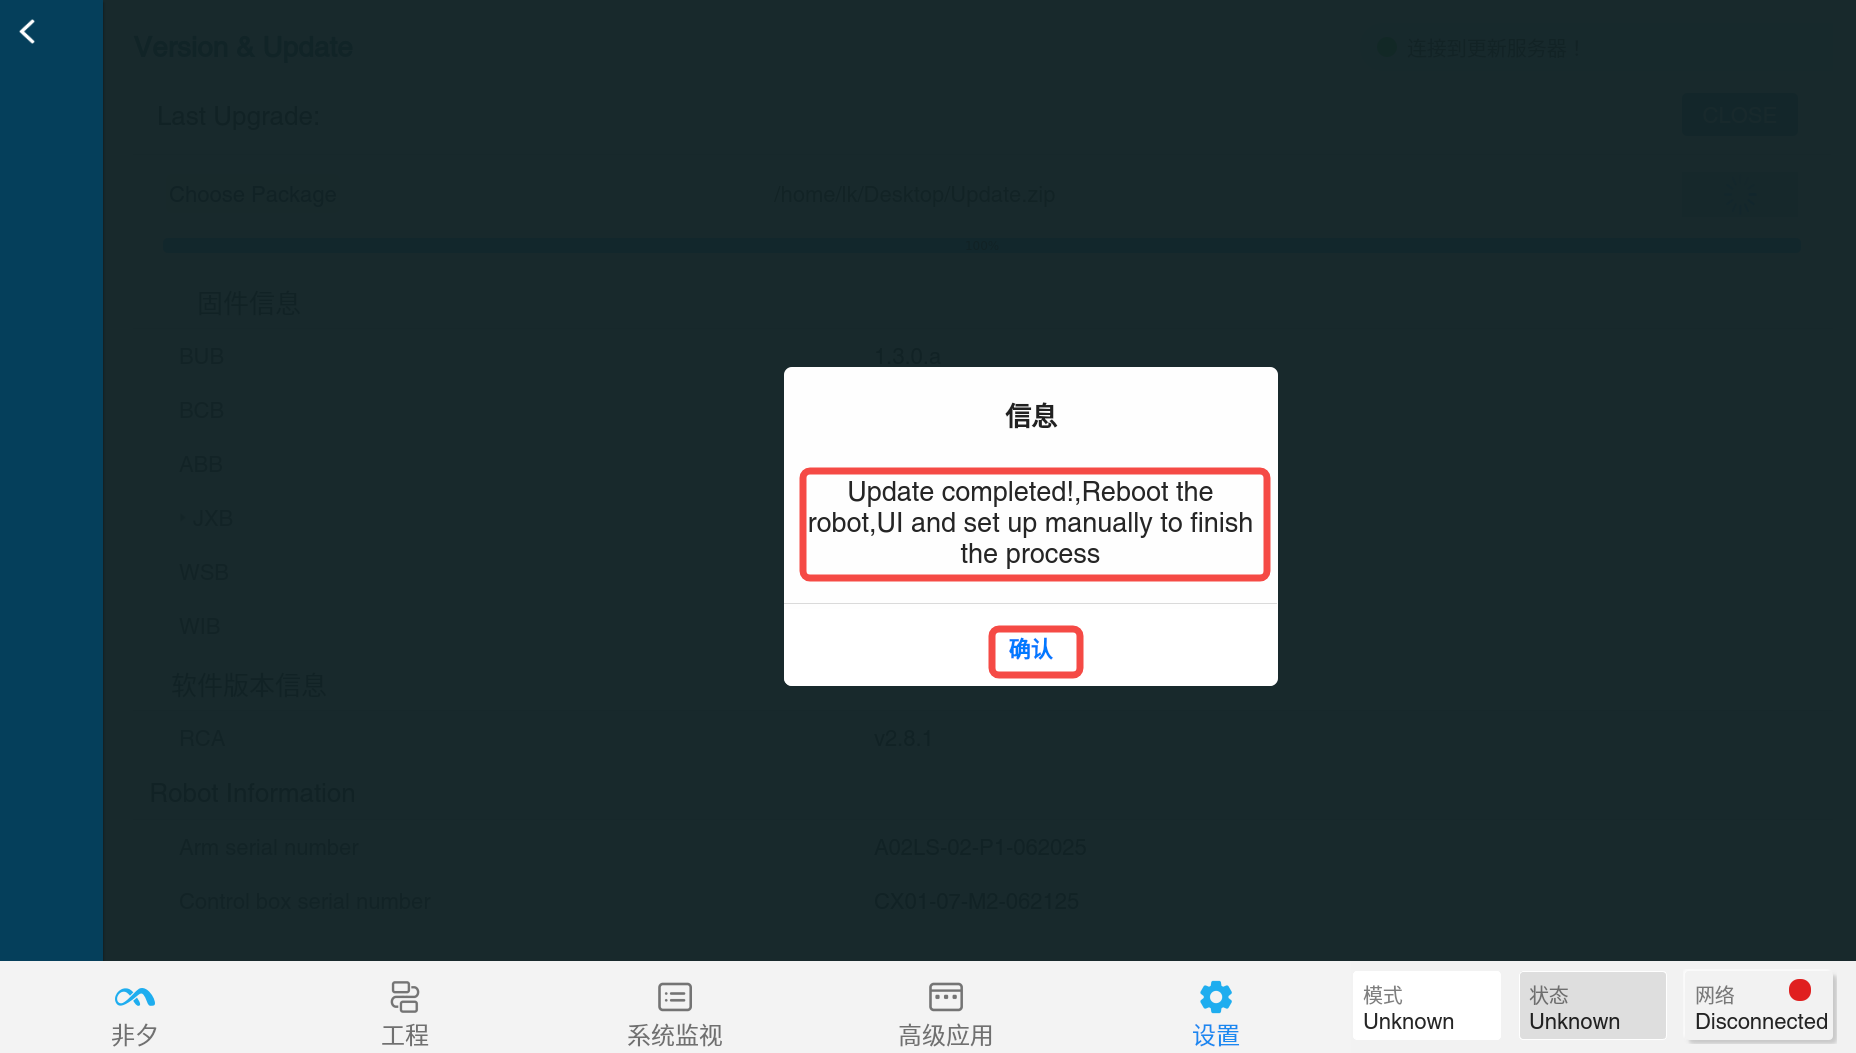 Version & Update
连接到更新服务器！
Last Upgrade:
CLOSE
Choose Package
/home/lk/Desktop/Update.zip
固件信息
BUB
1.3.0.a
BCB
ABB
JXB
WSB
WIB
信息
Update completed!,Reboot the
robot,UI and set up manually to finish
the process
确认
软件版本信息
RCA
v2.8.1
Robot Information
Arm serial number
A02LS-02-P1-062025
Control box serial number
CX01-07-M2-062125
非夕
工程
系统监视
高级应用
设置
模式
Unknown
状态
Unknown
网络
Disconnected